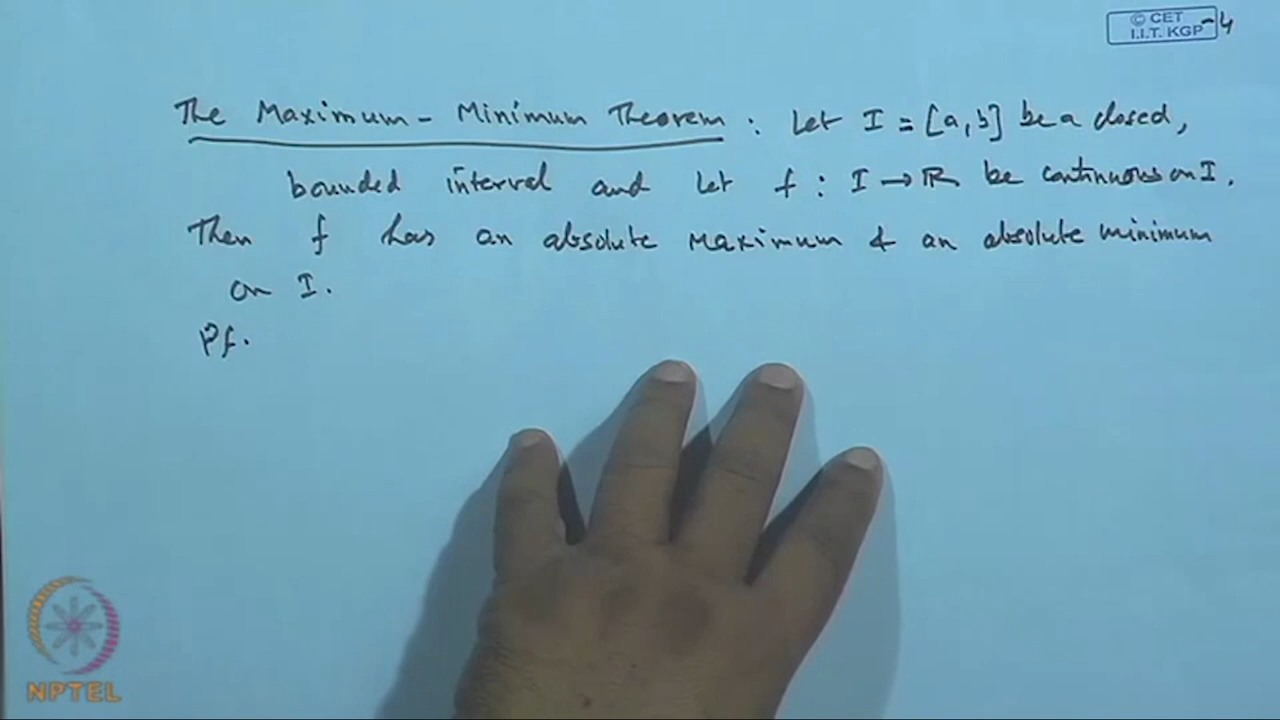 © CET
I.I.T. KGP
-4
The Maximum - Minimum Theorem : Let I = [a, b] be a closed,
bounded interval and let f : I → R be continuous on I.
Then f has an absolute maximum & an absolute minimum
on I.
Pf.
NPTEL